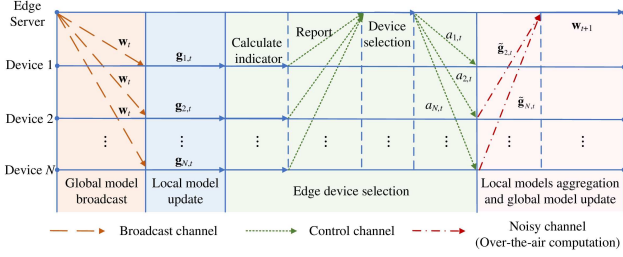 Edge
Server
w_t
Report
Device
selection
a_{1,t}
w_{t+1}
g̃_{2,t}
Calculate
indicator
Device 1
g_{1,t}
w_t
a_{2,t}
w_t
g_{2,t}
a_{N,t}
g̃_{N,t}
Device 2
⋮ ⋮ ⋮ ⋮ ⋮ ⋮ ⋮
g_{N,t}
Device N
Global model
broadcast
Local model
update
Edge device selection
Local models aggregation
and global model update
Broadcast channel
Control channel
Noisy channel
(Over-the-air computation)